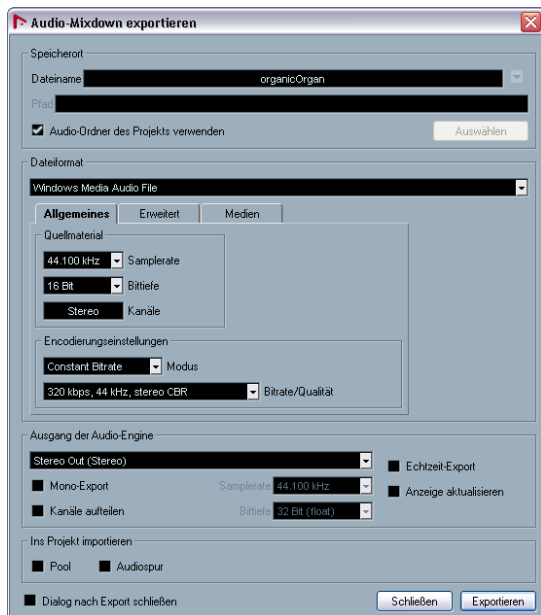 Audio-Mixdown exportieren
Speicherort
Dateiname organicOrgan
Pfad
Audio-Ordner des Projekts verwenden Auswählen
Dateiformat
Windows Media Audio File
Allgemeines Erweitert Medien
Quellmaterial
44.100 kHz Samplerate
16 Bit Bittiefe
Stereo Kanäle
Encodierungseinstellungen
Constant Bitrate Modus
320 kbps, 44 kHz, stereo CBR Bitrate/Qualität
Ausgang der Audio-Engine
Stereo Out (Stereo) Echtzeit-Export
Mono-Export Samplerate 44.100 kHz Anzeige aktualisieren
Kanäle aufteilen Bittiefe 32 Bit (float)
Ins Projekt importieren
Pool Audiospur
Dialog nach Export schließen Schließen Exportieren